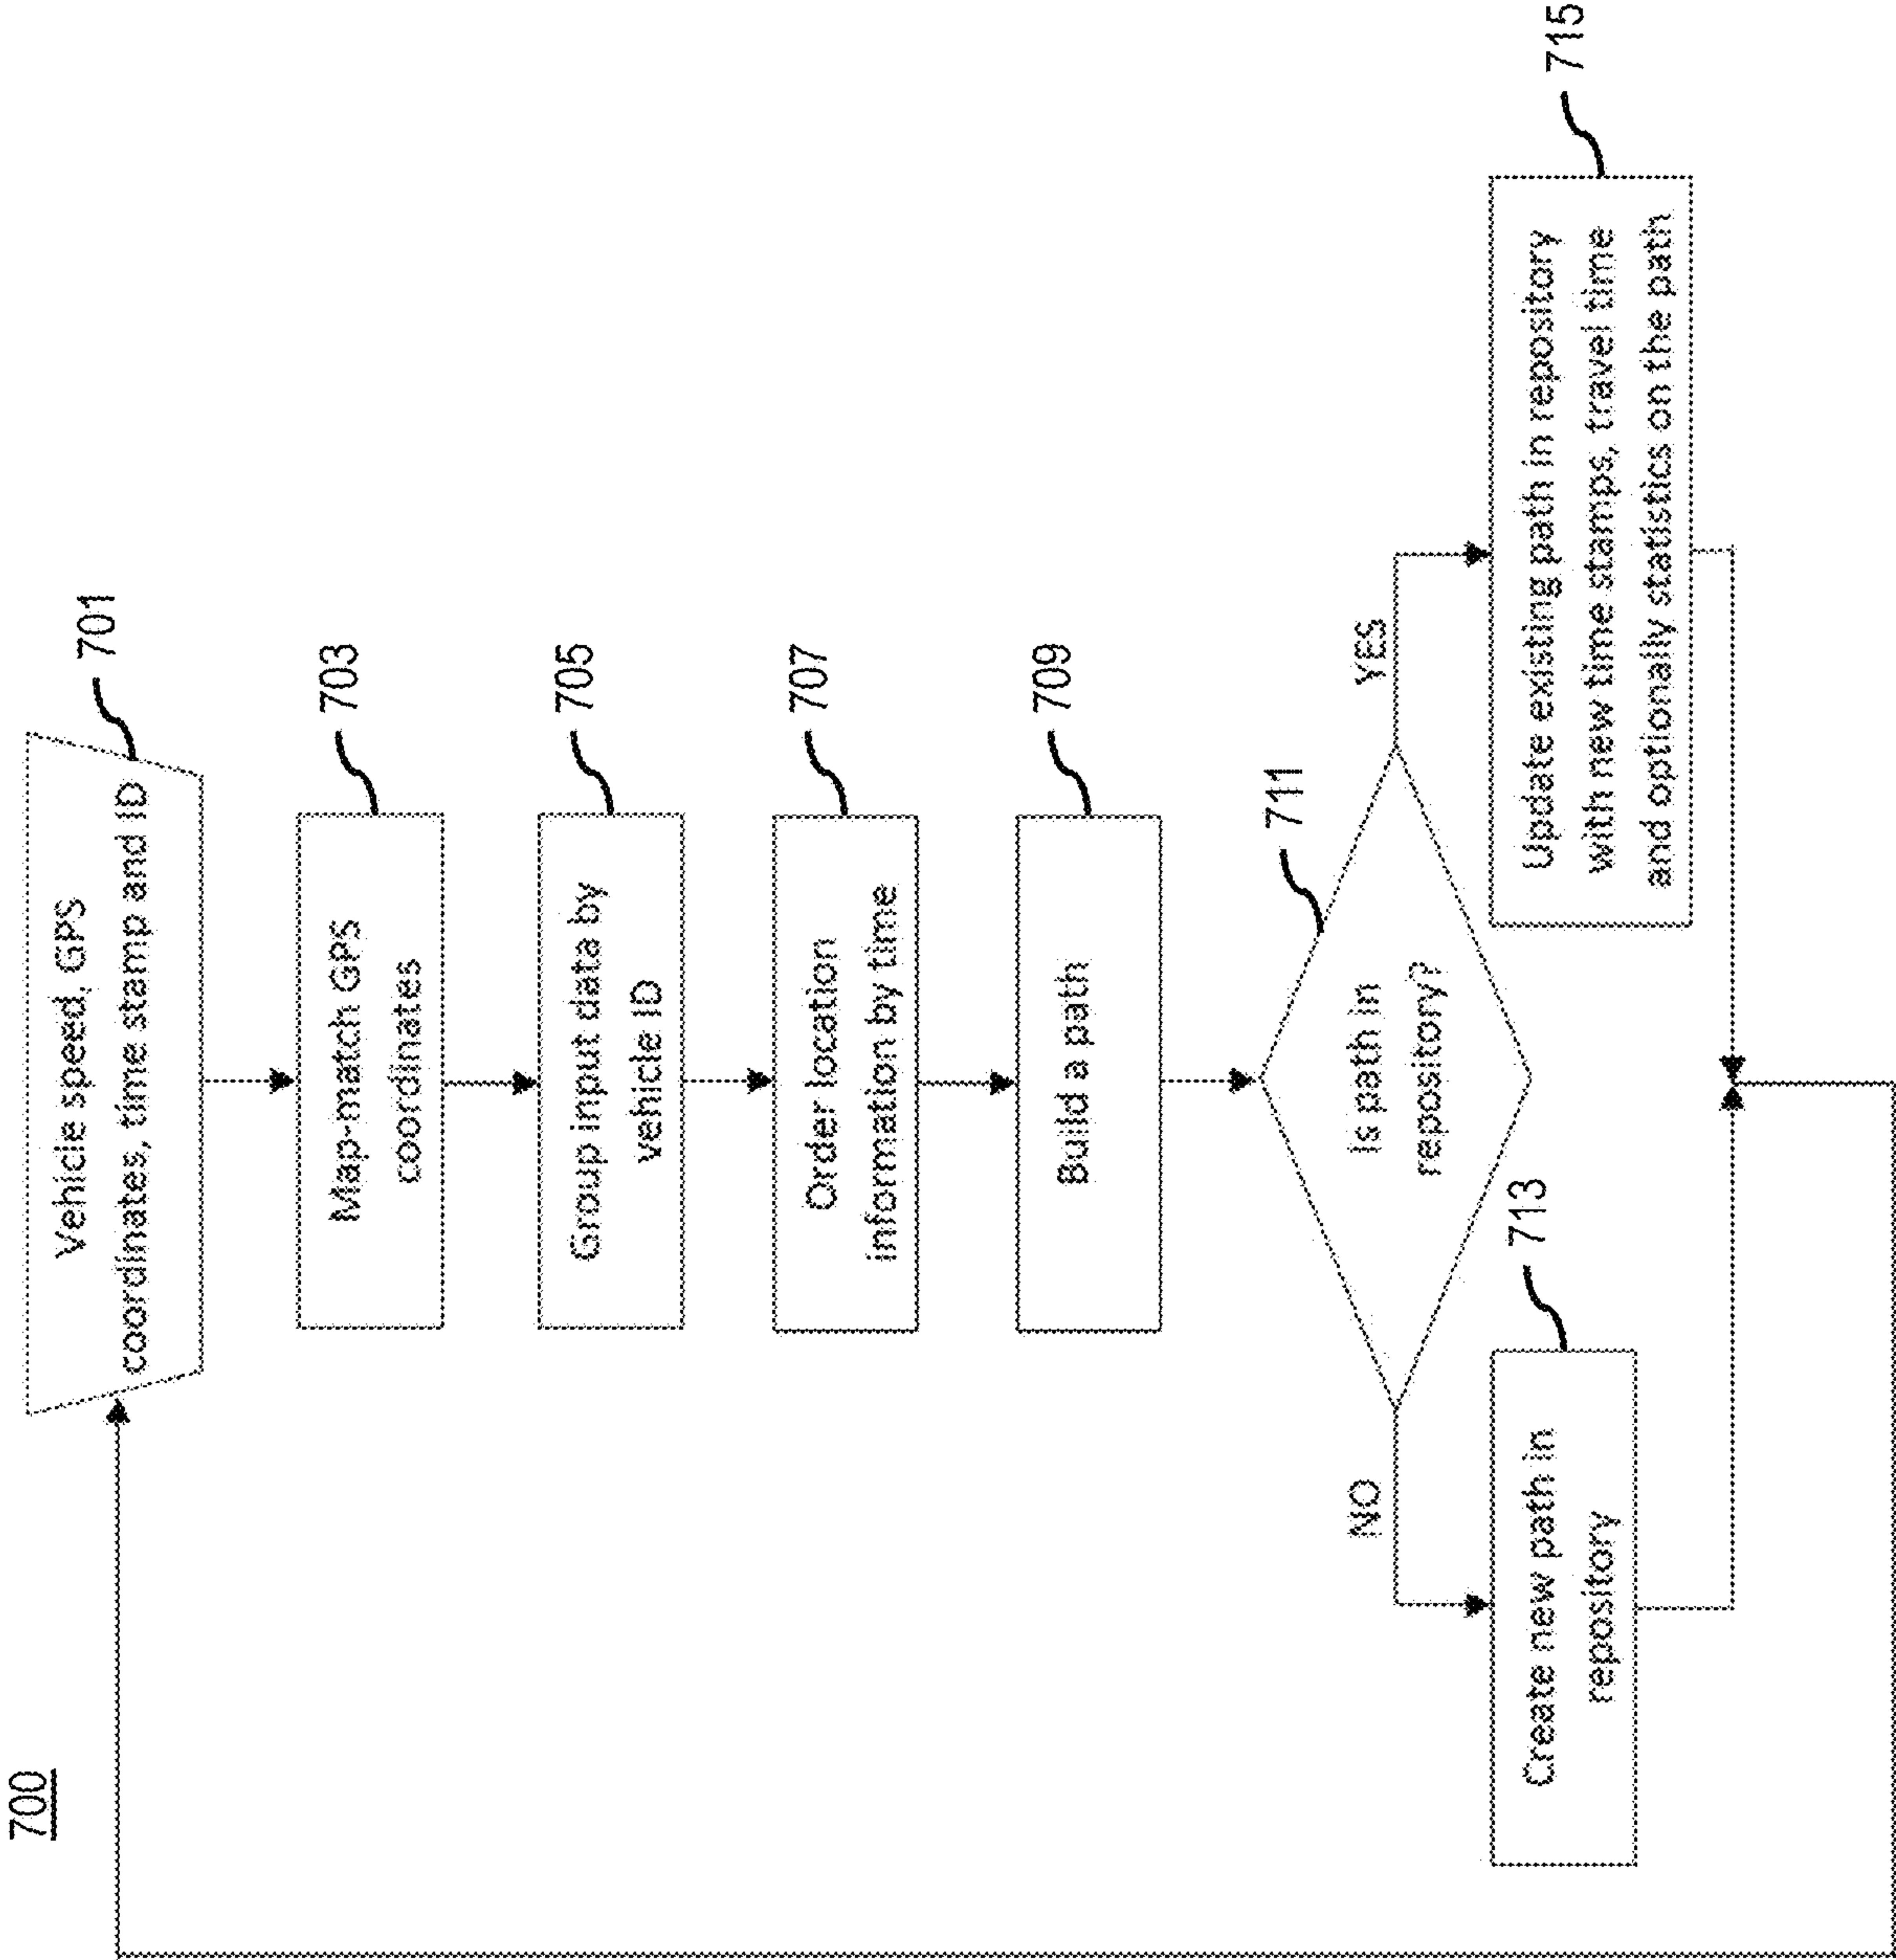 700
Vehicle speed, GPS
coordinates, time stamp and ID
701
Map-match GPS
coordinates
703
Group input data by
vehicle ID
705
Order location
information by time
707
Build a path
709
Is path in
repository?
711
NO
YES
Create new path in
repository
713
Update existing path in repository
with new time stamps, travel time
and optionally statistics on the path
715